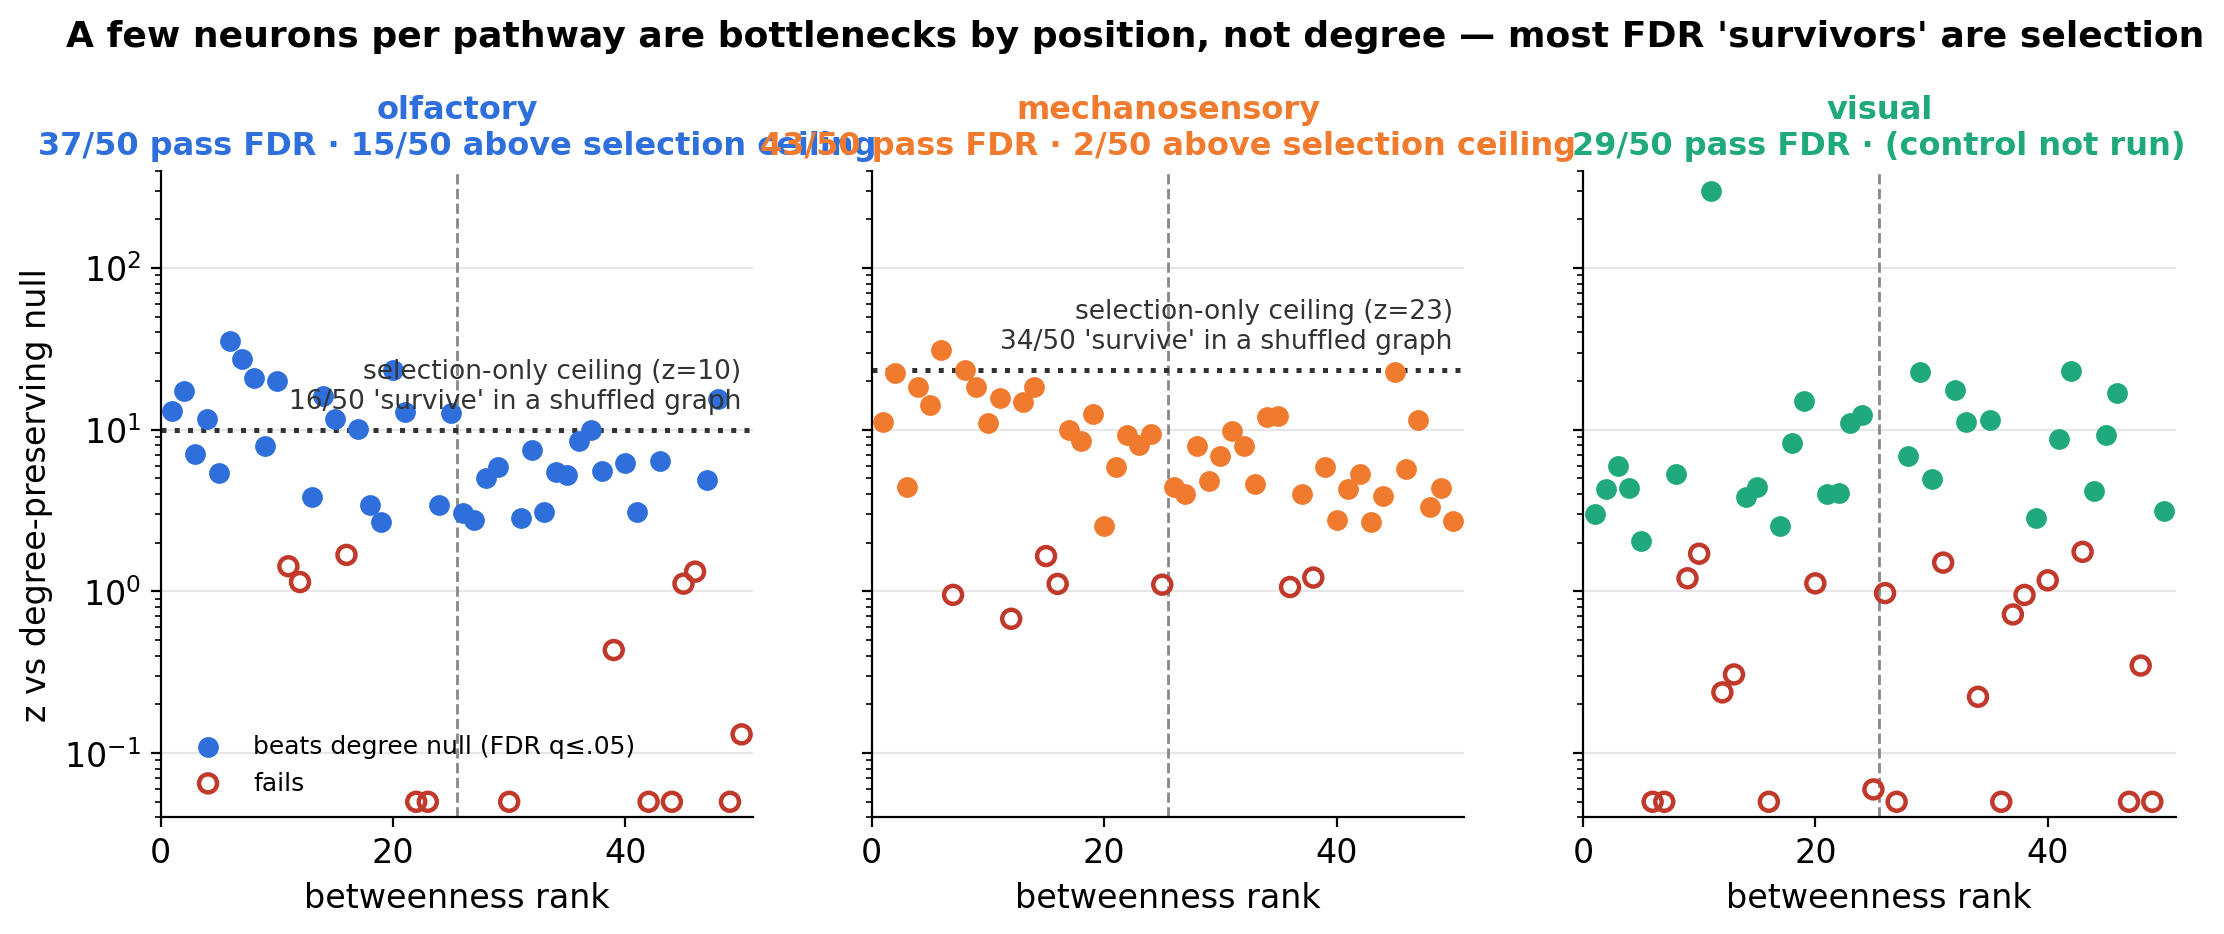 A few neurons per pathway are bottlenecks by position, not degree — most FDR 'survivors' are selection
olfactory
37/50 pass FDR · 15/50 above selection ceiling
mechanosensory
43/50 pass FDR · 2/50 above selection ceiling
visual
29/50 pass FDR · (control not run)
z vs degree-preserving null
10²
10¹
10⁰
10⁻¹
selection-only ceiling (z=10)
16/50 'survive' in a shuffled graph
beats degree null (FDR q≤.05)
fails
0 20 40
betweenness rank
selection-only ceiling (z=23)
34/50 'survive' in a shuffled graph
0 20 40
betweenness rank
0 20 40
betweenness rank